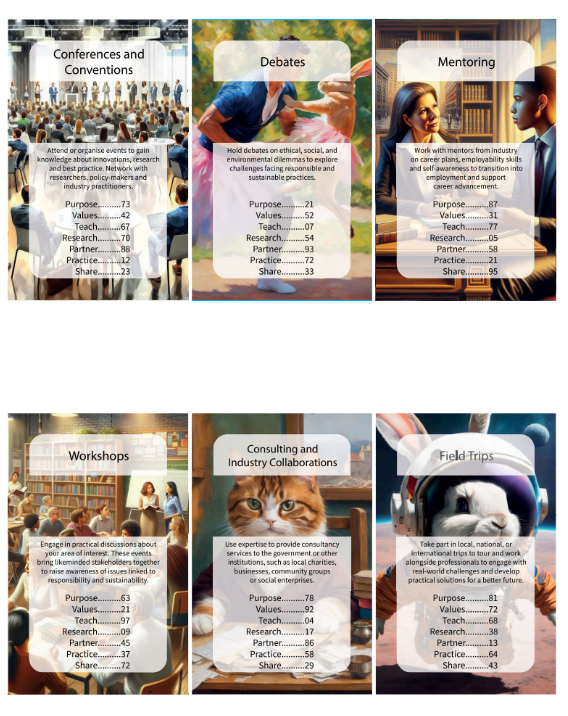 Conferences and
Conventions
Attend or organise events to gain
knowledge about innovations, research
and best practice. Network with
researchers, policy-makers and
industry practitioners.
Purpose..........73
Values..........42
Teach..........67
Research..........70
Partner..........88
Practice..........12
Share..........23
Debates
Hold debates on ethical, social, and
environmental dilemmas to explore
challenges facing responsible and
sustainable practices.
Purpose..........21
Values..........52
Teach..........07
Research..........54
Partner..........93
Practice..........72
Share..........33
Mentoring
Work with mentors from industry
on career plans, employability skills
and self-awareness to transition into
employment and support
career advancement.
Purpose..........87
Values..........31
Teach..........77
Research..........05
Partner..........58
Practice..........21
Share..........95
Workshops
Engage in practical discussions about
your area of interest. These events
bring likeminded stakeholders together
to raise awareness of issues linked to
responsibility and sustainability.
Purpose..........63
Values..........21
Teach..........97
Research..........09
Partner..........45
Practice..........37
Share..........72
Consulting and
Industry Collaborations
Use expertise to provide consultancy
services to the government or other
institutions, such as local charities,
businesses, community groups
or social enterprises.
Purpose..........78
Values..........92
Teach..........04
Research..........17
Partner..........86
Practice..........58
Share..........29
Field Trips
Take part in local, national, or
international trips to tour and work
alongside professionals to engage with
real-world challenges and develop
practical solutions for a better future.
Purpose..........81
Values..........72
Teach..........68
Research..........38
Partner..........13
Practice..........64
Share..........43